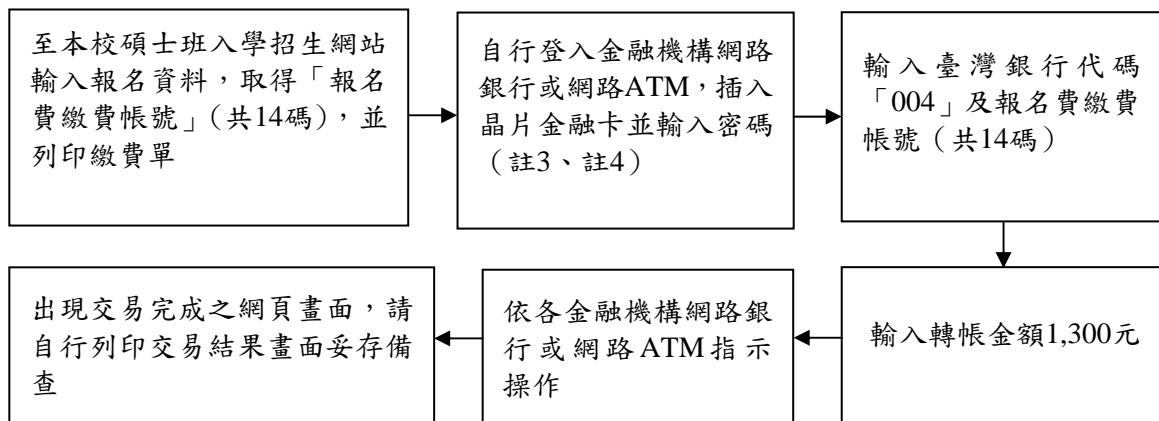 至本校碩士班入學招生網站
輸入報名資料，取得「報名
費繳費帳號」（共14碼），並
列印繳費單
自行登入金融機構網路
銀行或網路ATM，插入
晶片金融卡並輸入密碼
（註3、註4）
輸入臺灣銀行代碼
「004」及報名費繳費
帳號（共14碼）
輸入轉帳金額1,300元
依各金融機構網路銀
行或網路ATM指示
操作
出現交易完成之網頁畫面，請
自行列印交易結果畫面妥存備
查